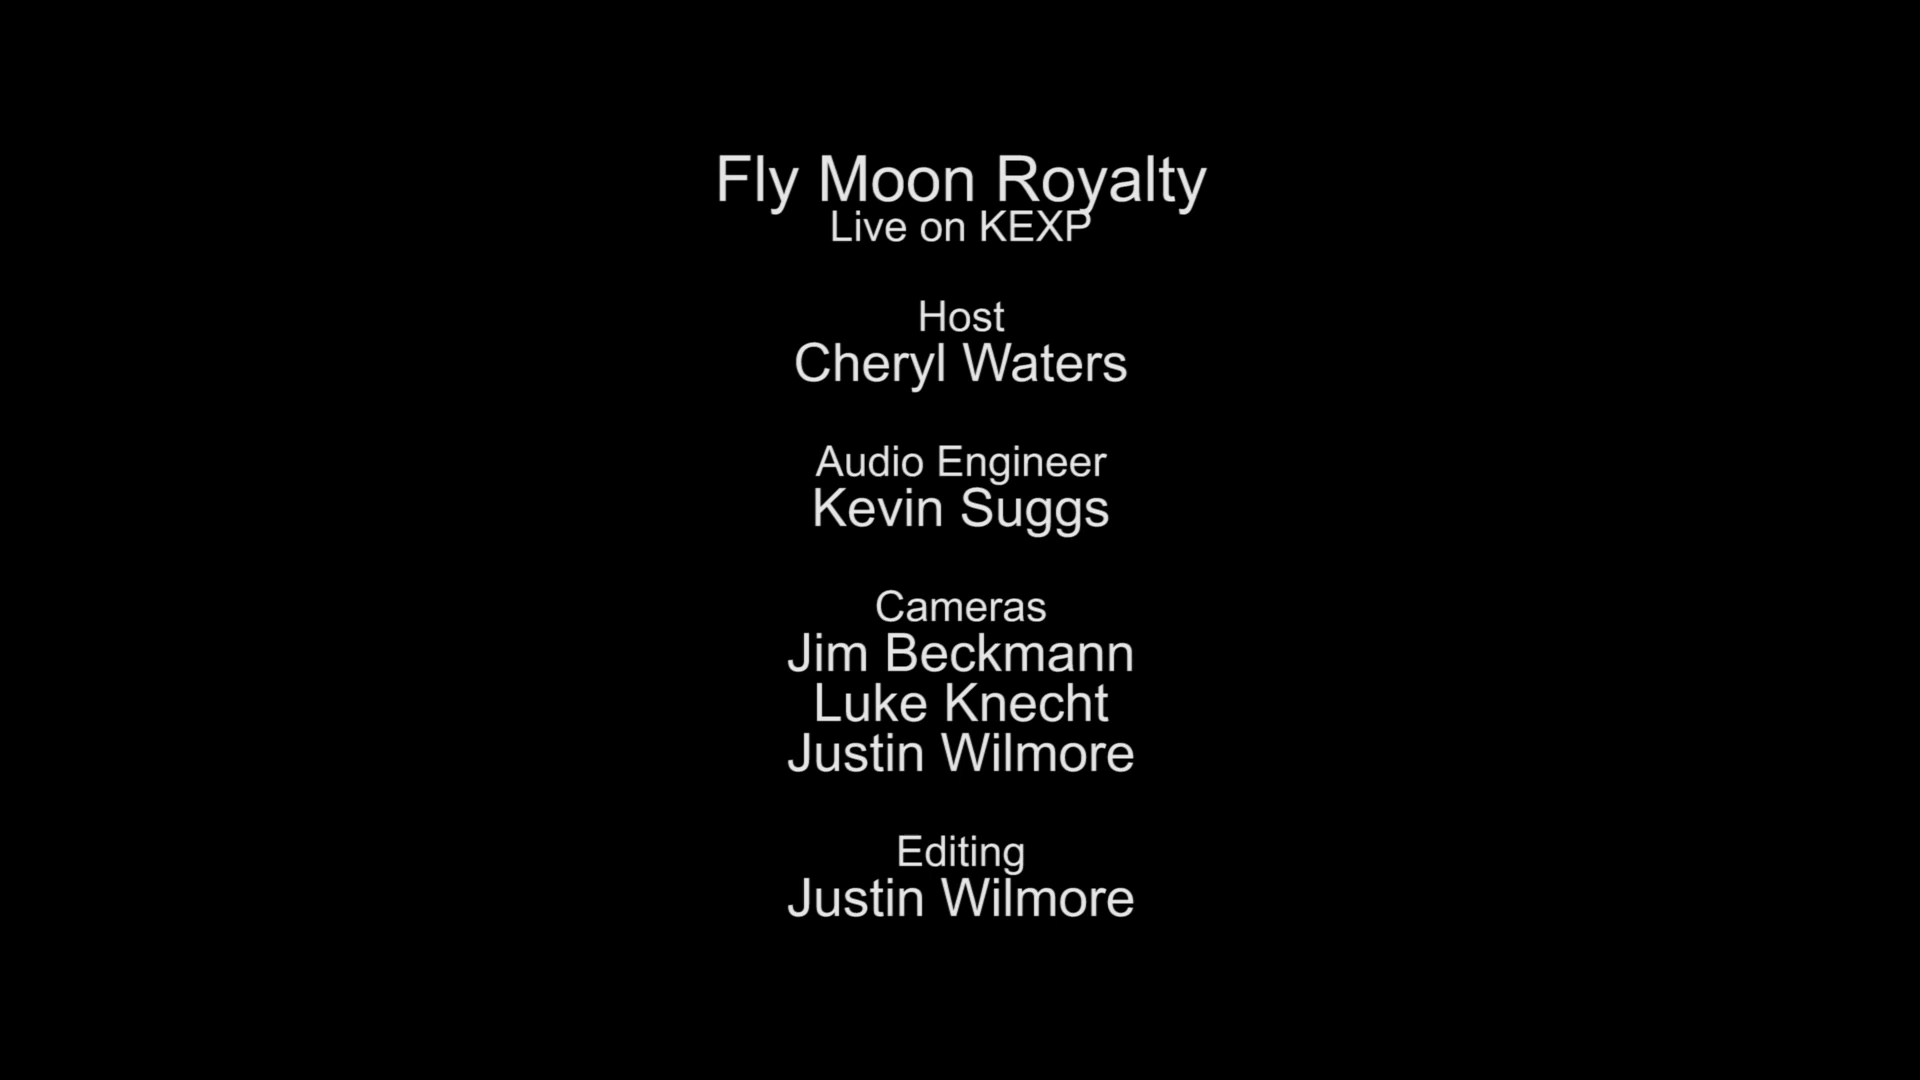 Fly Moon Royalty
Live on KEXP
Host
Cheryl Waters
Audio Engineer
Kevin Suggs
Cameras
Jim Beckmann
Luke Knecht
Justin Wilmore
Editing
Justin Wilmore